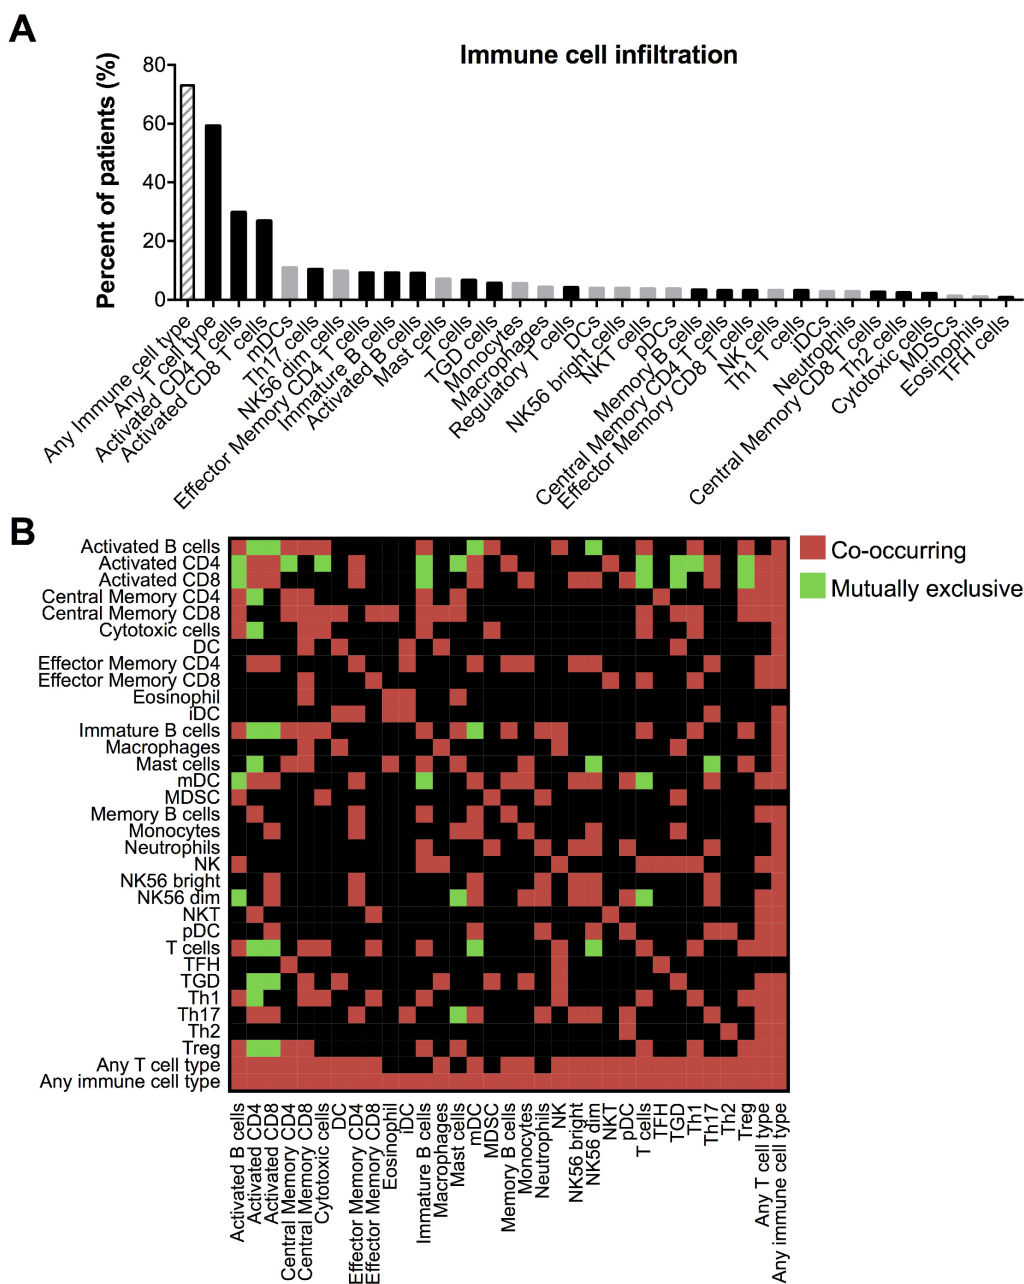 A
Immune cell infiltration
Percent of patients (%)
80
60
40
20
0
Any Immune cell type
Any T cell type
Activated CD4 T cells
Activated CD8 T cells
mDCs
Th17 cells
NK56 dim cells
Effector Memory CD4 T cells
Immature B cells
Activated B cells
Mast cells
T cells
TGD cells
Monocytes
Macrophages
Regulatory T cells
DCs
NK56 bright cells
NKT cells
pDCs
Memory B cells
Central Memory CD4 T cells
Effector Memory CD8 T cells
NK cells
Th1 T cells
iDCs
Neutrophils
Central Memory CD8 T cells
Th2 cells
Cytotoxic cells
MDSCs
Eosinophils
TFH cells
B
Activated B cells
Activated CD4
Activated CD8
Central Memory CD4
Central Memory CD8
Cytotoxic cells
DC
Effector Memory CD4
Effector Memory CD8
Eosinophil
iDC
Immature B cells
Macrophages
Mast cells
mDC
MDSC
Memory B cells
Monocytes
Neutrophils
NK
NK56 bright
NK56 dim
NKT
pDC
T cells
TFH
TGD
Th1
Th17
Th2
Treg
Any T cell type
Any immune cell type
Co-occurring
Mutually exclusive
Activated B cells
Activated CD4
Activated CD8
Central Memory CD4
Central Memory CD8
Cytotoxic cells
DC
Effector Memory CD4
Effector Memory CD8
Eosinophil
iDC
Immature B cells
Macrophages
Mast cells
mDC
MDSC
Memory B cells
Monocytes
Neutrophils
NK
NK56 bright
NK56 dim
NKT
pDC
T cells
TFH
TGD
Th1
Th17
Th2
Treg
Any T cell type
Any immune cell type